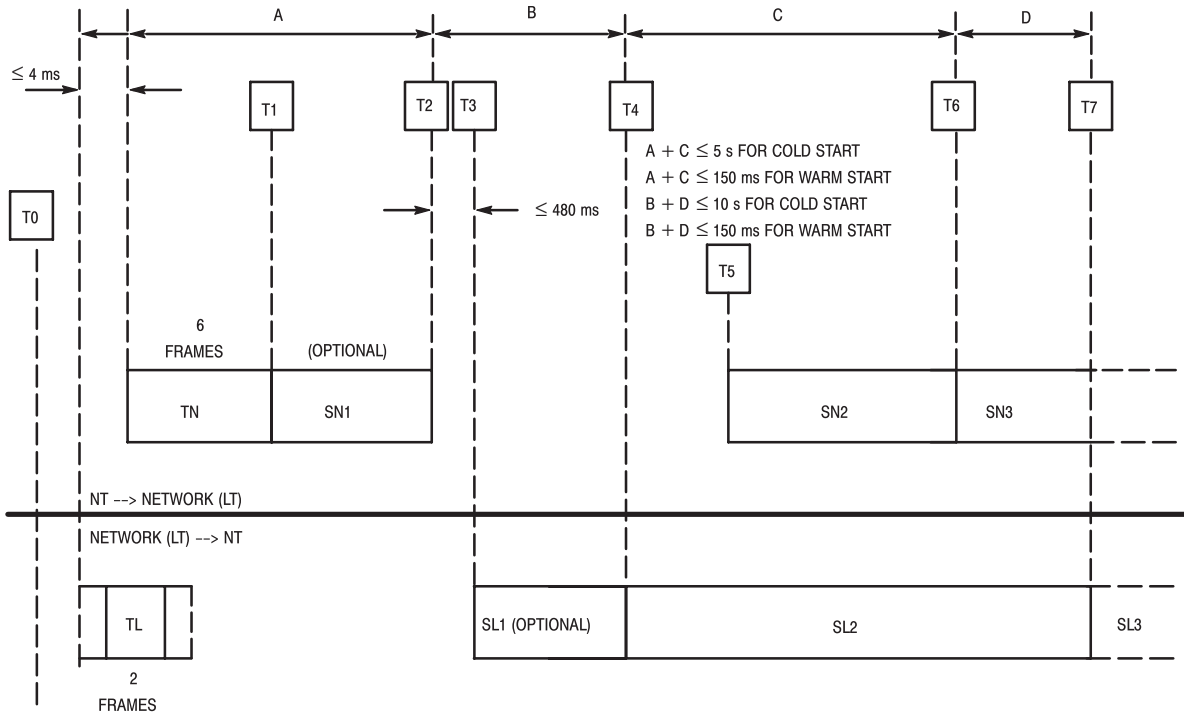 A
B
C
D
≤ 4 ms
T1
T2
T3
T4
T6
T7
A + C ≤ 5 s FOR COLD START
A + C ≤ 150 ms FOR WARM START
B + D ≤ 10 s FOR COLD START
B + D ≤ 150 ms FOR WARM START
T0
≤ 480 ms
T5
6
FRAMES
(OPTIONAL)
TN
SN1
SN2
SN3
NT --> NETWORK (LT)
NETWORK (LT) --> NT
TL
SL1 (OPTIONAL)
SL2
SL3
2
FRAMES